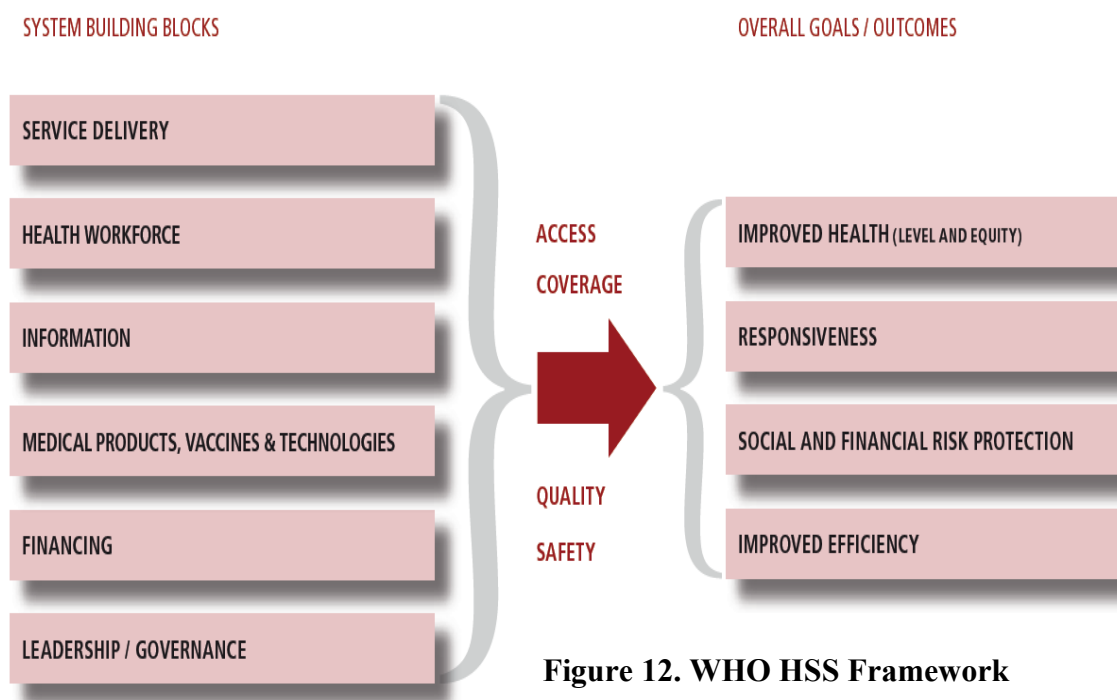 SYSTEM BUILDING BLOCKS
SERVICE DELIVERY
HEALTH WORKFORCE
INFORMATION
MEDICAL PRODUCTS, VACCINES & TECHNOLOGIES
FINANCING
LEADERSHIP / GOVERNANCE
ACCESS
COVERAGE
QUALITY
SAFETY
OVERALL GOALS / OUTCOMES
IMPROVED HEALTH (LEVEL AND EQUITY)
RESPONSIVENESS
SOCIAL AND FINANCIAL RISK PROTECTION
IMPROVED EFFICIENCY
Figure 12. WHO HSS Framework